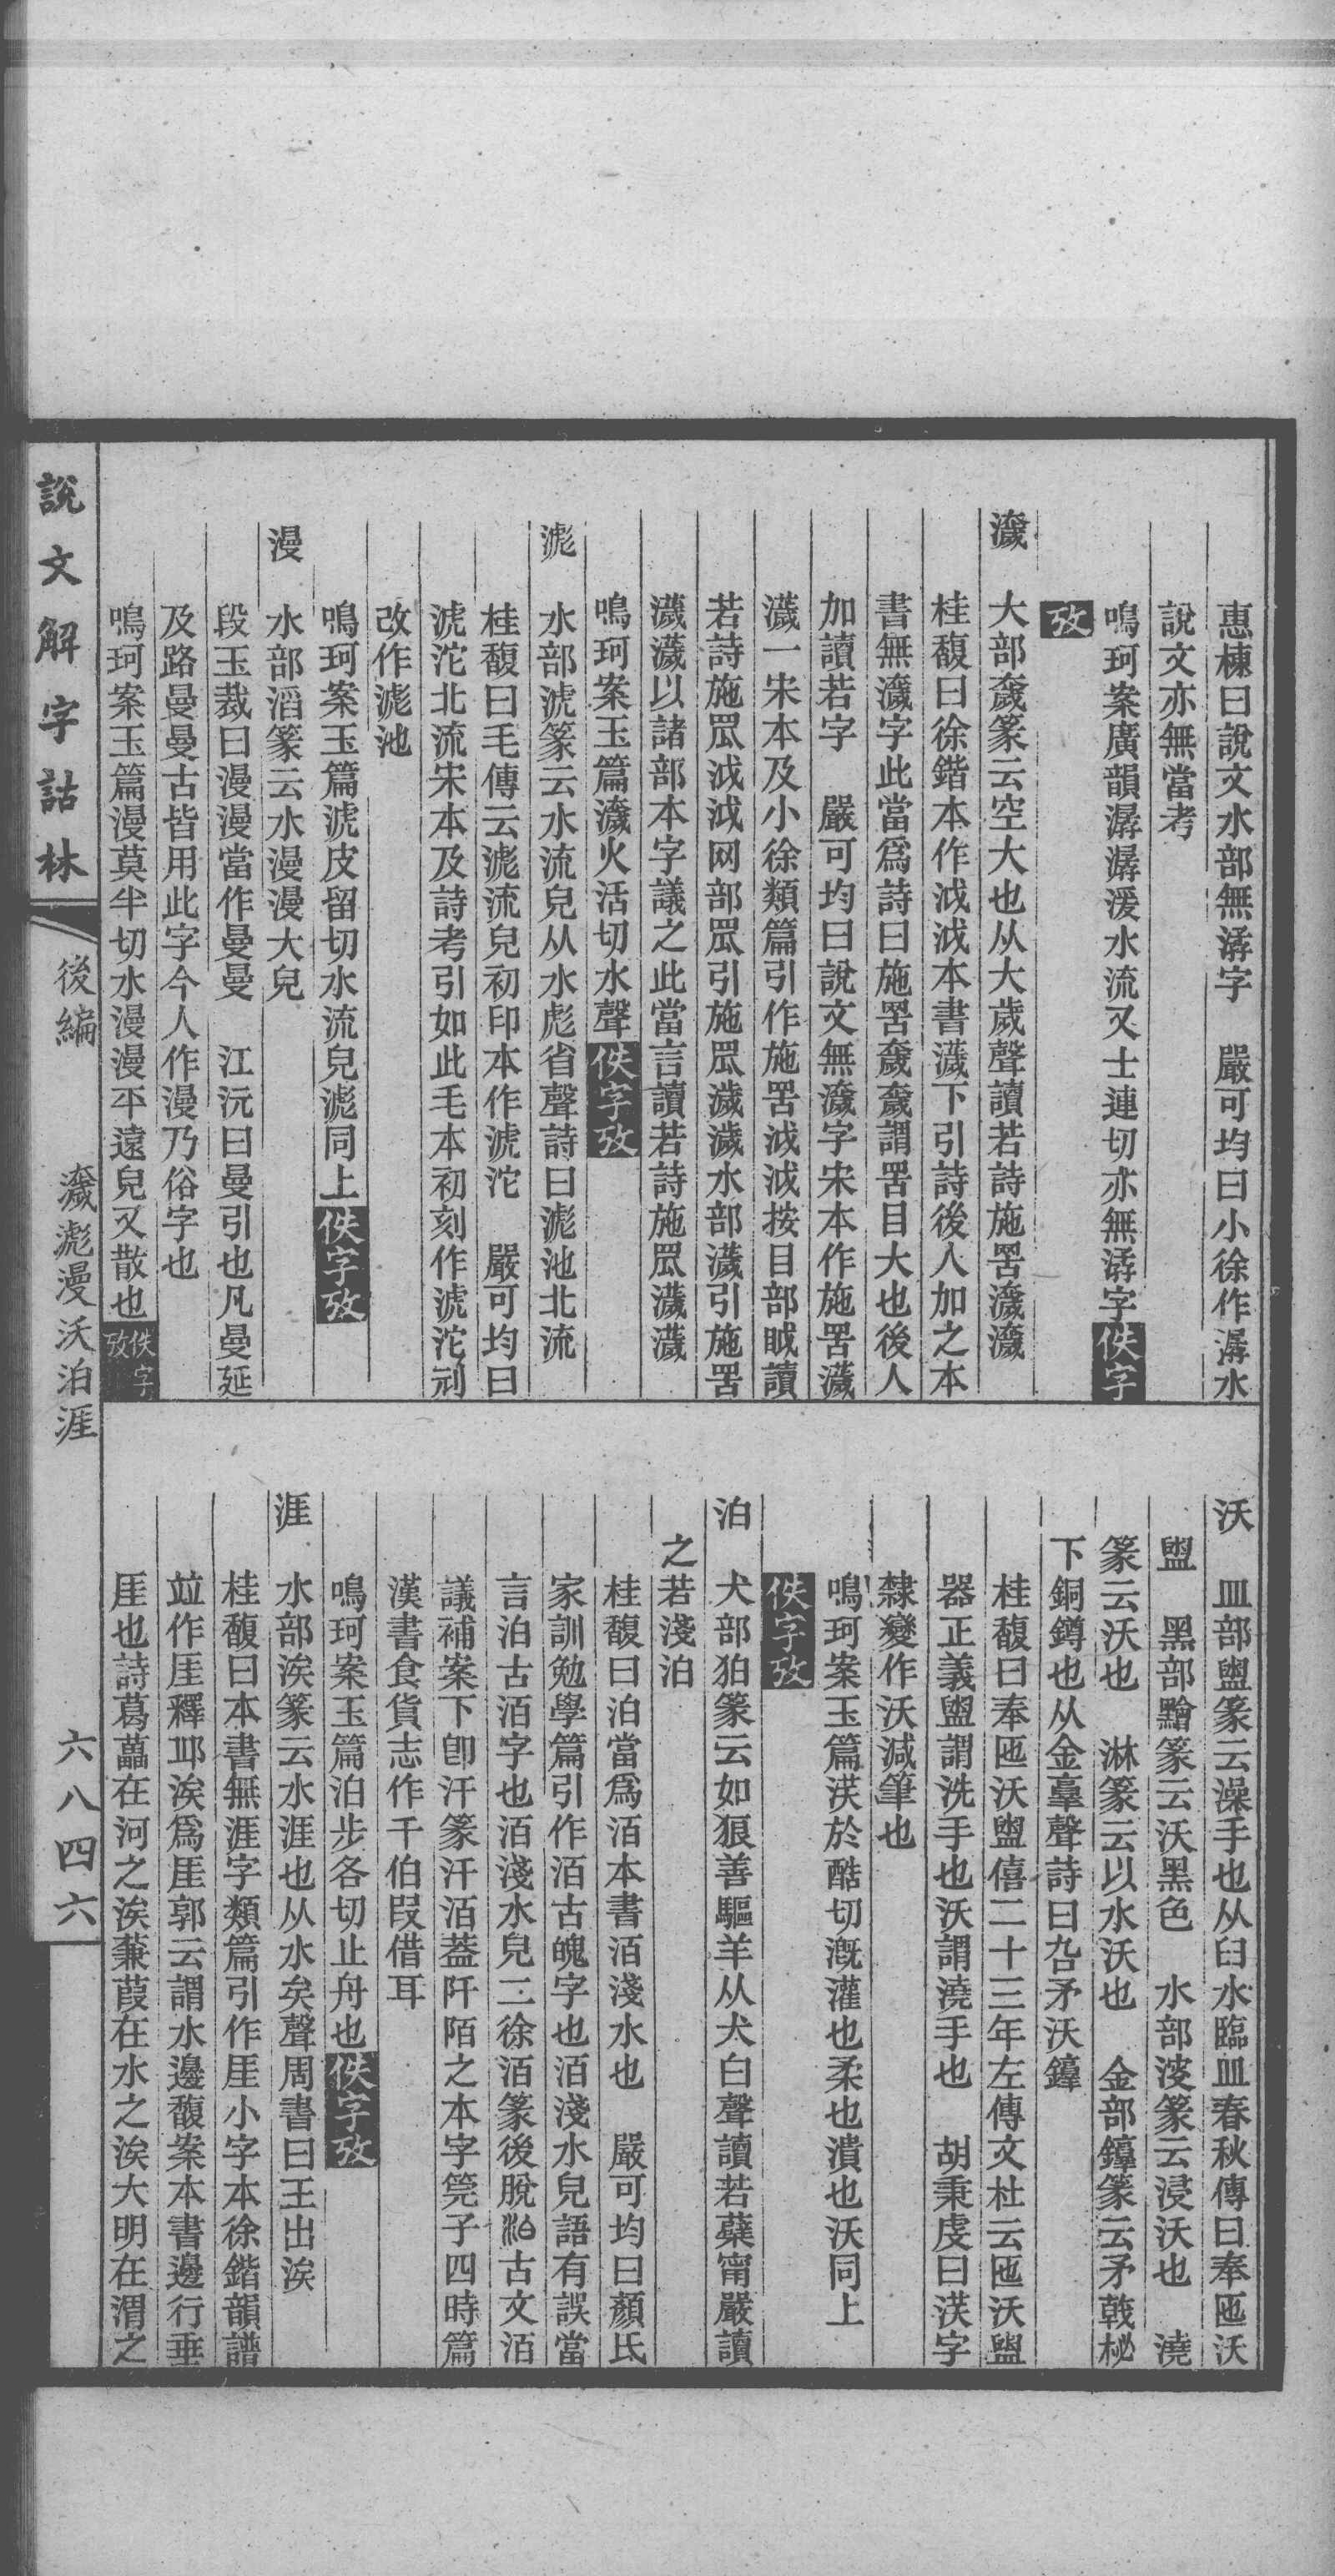 惠棟曰說文水部無潺字　嚴可均曰小徐作潺水
說文亦無當考
鳴珂案廣韻潺潺湲水流又士連切亦無潺字佚字
攷
濊　大部奯篆云空大也从大歲聲讀若詩施罟濊濊
桂馥曰徐鍇本作泧泧本書濊下引詩後人加之本
書無濊字此當爲詩曰施罟奯奯謂罟目大也後人
加讀若字　嚴可均曰說文無濊字宋本作施罟濊
濊一宋本及小徐類篇引作施罟泧泧按目部眓讀
若詩施罛泧泧网部罛引施罛濊濊水部濊引施罟
濊濊以諸部本字議之此當言讀若詩施罛濊濊
鳴珂案玉篇濊火活切水聲佚字攷
滮　水部淲篆云水流皃从水彪省聲詩曰滮池北流
桂馥曰毛傳云滮流皃初印本作淲沱　嚴可均曰
淲沱北流宋本及詩考引如此毛本初刻作淲沱剜
改作滮池
鳴珂案玉篇淲皮留切水流皃滮同上佚字攷
漫　水部滔篆云水漫漫大皃
段玉裁曰漫漫當作曼曼　江沅曰曼引也凡曼延
及路曼曼古皆用此字今人作漫乃俗字也
鳴珂案玉篇漫莫半切水漫漫平遠皃又散也佚字攷
沃　皿部盥篆云澡手也从臼水臨皿春秋傳曰奉匜沃
盥　黑部黵篆云沃黑色　水部浸篆云浸沃也　澆
篆云沃也　淋篆云以水沃也　金部鐏篆云矛戟柲
下銅鐏也从金𦎫聲詩曰厹矛沃錞
桂馥曰奉匜沃盥僖二十三年左傳文杜云匜沃盥
器正義盥謂洗手也沃謂澆手也　胡秉虔曰渶字
隸變作沃減筆也
鳴珂案玉篇渶於酷切漑灌也柔也潰也沃同上
佚字攷
泊　犬部狛篆云如狼善驅羊从犬白聲讀若蘗甯嚴讀
之若淺泊
桂馥曰泊當爲洦本書洦淺水也　嚴可均曰顏氏
家訓勉學篇引作洦古魄字也洦淺水皃語有誤當
言泊古洦字也洦淺水皃二徐洦篆後脫泊古文洦
議補案下卽汗篆汗洦蓋阡陌之本字筦子四時篇
漢書食貨志作千伯叚借耳
鳴珂案玉篇泊步各切止舟也佚字攷
涯　水部涘篆云水涯也从水矣聲周書曰王出涘
桂馥曰本書無涯字類篇引作厓小字本徐鍇韻譜
竝作厓釋邱涘爲厓郭云謂水邊馥案本書邊行垂
厓也詩葛藟在河之涘蒹葭在水之涘大明在渭之
說文解字詁林　後編　濊滮漫沃泊涯　六八四六